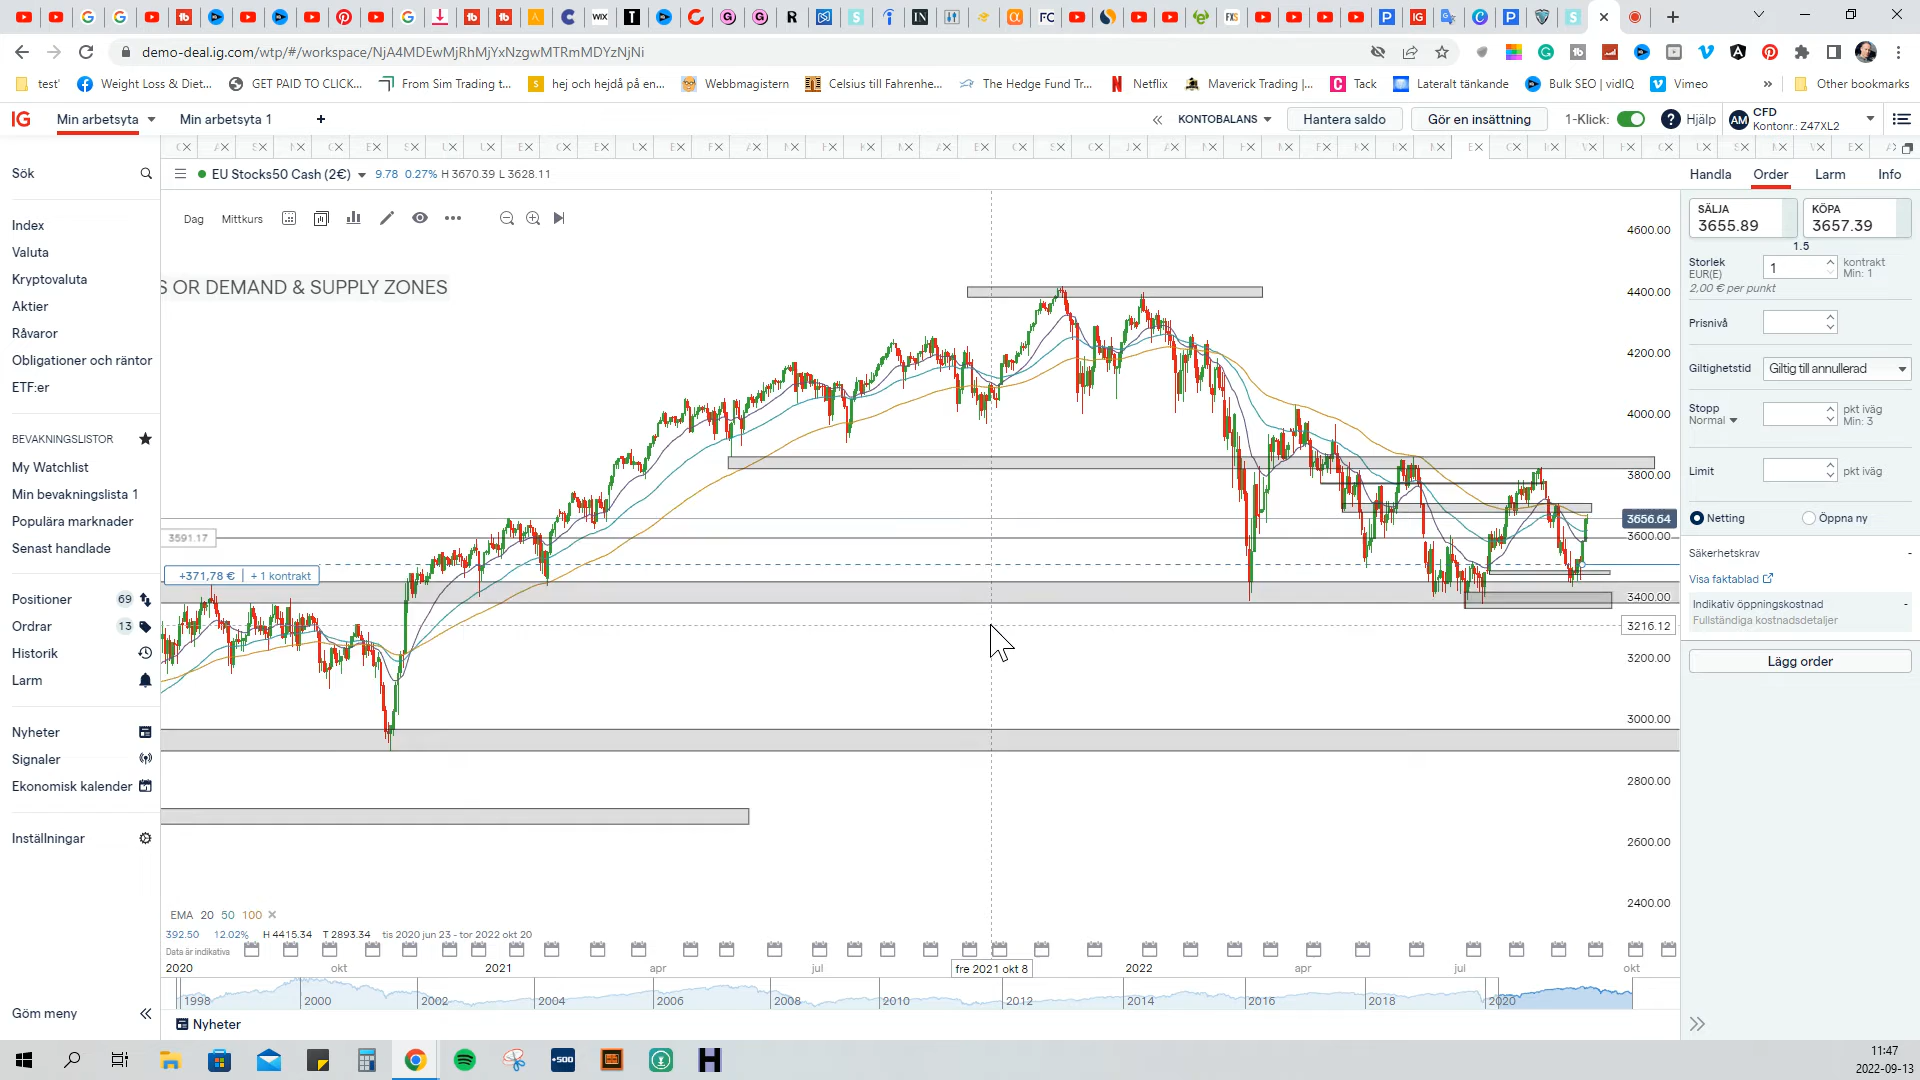 demo-deal.ig.com/wtp/#/workspace/NjA4MDEwMjRhMjYxNzgwMTRmMDYzNjNi
test'
Weight Loss & Diet...
GET PAID TO CLICK...
From Sim Trading t...
hej och hejdå på en...
Webbmagistern
Celsius till Fahrenhe...
The Hedge Fund Tr...
Netflix
Maverick Trading |...
Tack
Lateralt tänkande
Bulk SEO | vidIQ
Vimeo
Other bookmarks
IG
Min arbetsyta
Min arbetsyta 1
KONTOBALANS
Hantera saldo
Gör en insättning
1-Klick:
Hjälp
AM
CFD
Kontonr.: Z47XL2
Sök
Index
Valuta
Kryptovaluta
Aktier
Råvaror
Obligationer och räntor
ETF:er
BEVAKNINGSLISTOR
My Watchlist
Min bevakningslista 1
Populära marknader
Senast handlade
Positioner 69
Ordrar 13
Historik
Larm
Nyheter
Signaler
Ekonomisk kalender
Inställningar
Göm meny
EU Stocks50 Cash (2€) 9.78 0.27% H 3670.39 L 3628.11
Dag Mittkurs
S OR DEMAND & SUPPLY ZONES
3591.17
+371,78 € | + 1 kontrakt
4600.00
4400.00
4200.00
4000.00
3800.00
3656.64
3600.00
3400.00
3216.12
3200.00
3000.00
2800.00
2600.00
2400.00
EMA 20 50 100
392.50 12.02% H 4415.34 T 2893.34 tis 2020 jun 23 - tor 2022 okt 20
Data är indikativa
2020 okt 2021 apr jul fre 2021 okt 8 2022 apr jul okt
1998 2000 2002 2004 2006 2008 2010 2012 2014 2016 2018 2020
Nyheter
Handla Order Larm Info
SÄLJA
3655.89
KÖPA
3657.39
1.5
Storlek
EUR(E)
1
kontrakt
Min: 1
2,00 € per punkt
Prisnivå
Giltighetstid
Giltig till annullerad
Stopp
Normal
pkt iväg
Min: 3
Limit
pkt iväg
Netting
Öppna ny
Säkerhetskrav -
Visa faktablad
Indikativ öppningskostnad -
Fullständiga kostnadsdetaljer
Lägg order
11:47
2022-09-13